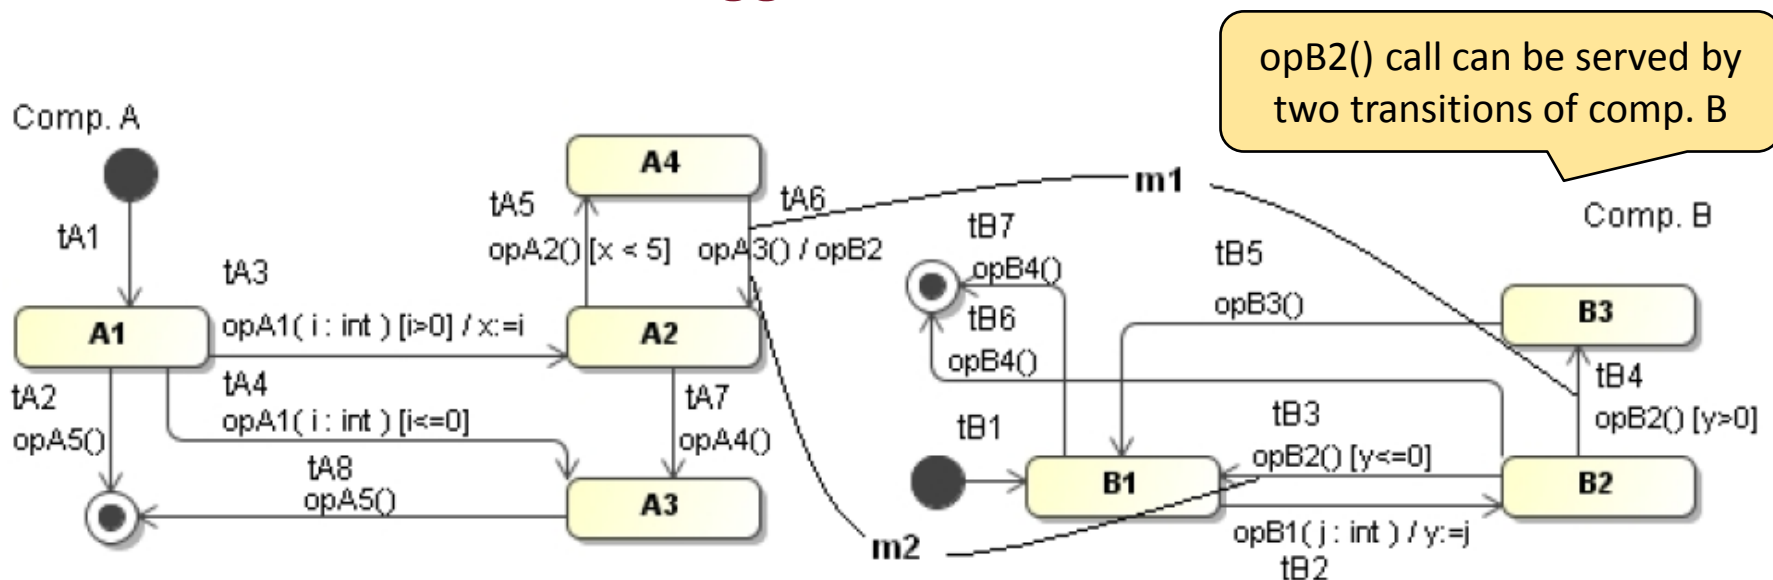 opB2() call can be served by
two transitions of comp. B
Comp. A
A4
m1
tA5
tA6
Comp. B
tA1
tB7
opA2() [x < 5]
opA3() / opB2
tB5
tA3
opB4()
opB3()
B3
A1
opA1( i : int ) [i>0] / x:=i
A2
tB6
opB4()
tB4
tA2
tA4
tA7
tB3
opB2() [y>0]
opA5()
opA1( i : int ) [i<=0]
opA4()
tB1
opB2() [y<=0]
tA8
B1
B2
opA5()
A3
m2
opB1( j : int ) / y:=j
tB2